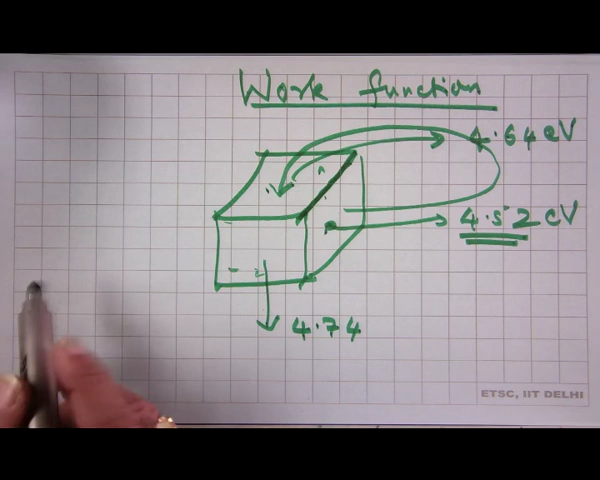 Work function
4.64 eV
4.52 eV
4.74
ETSC, IIT DELHI